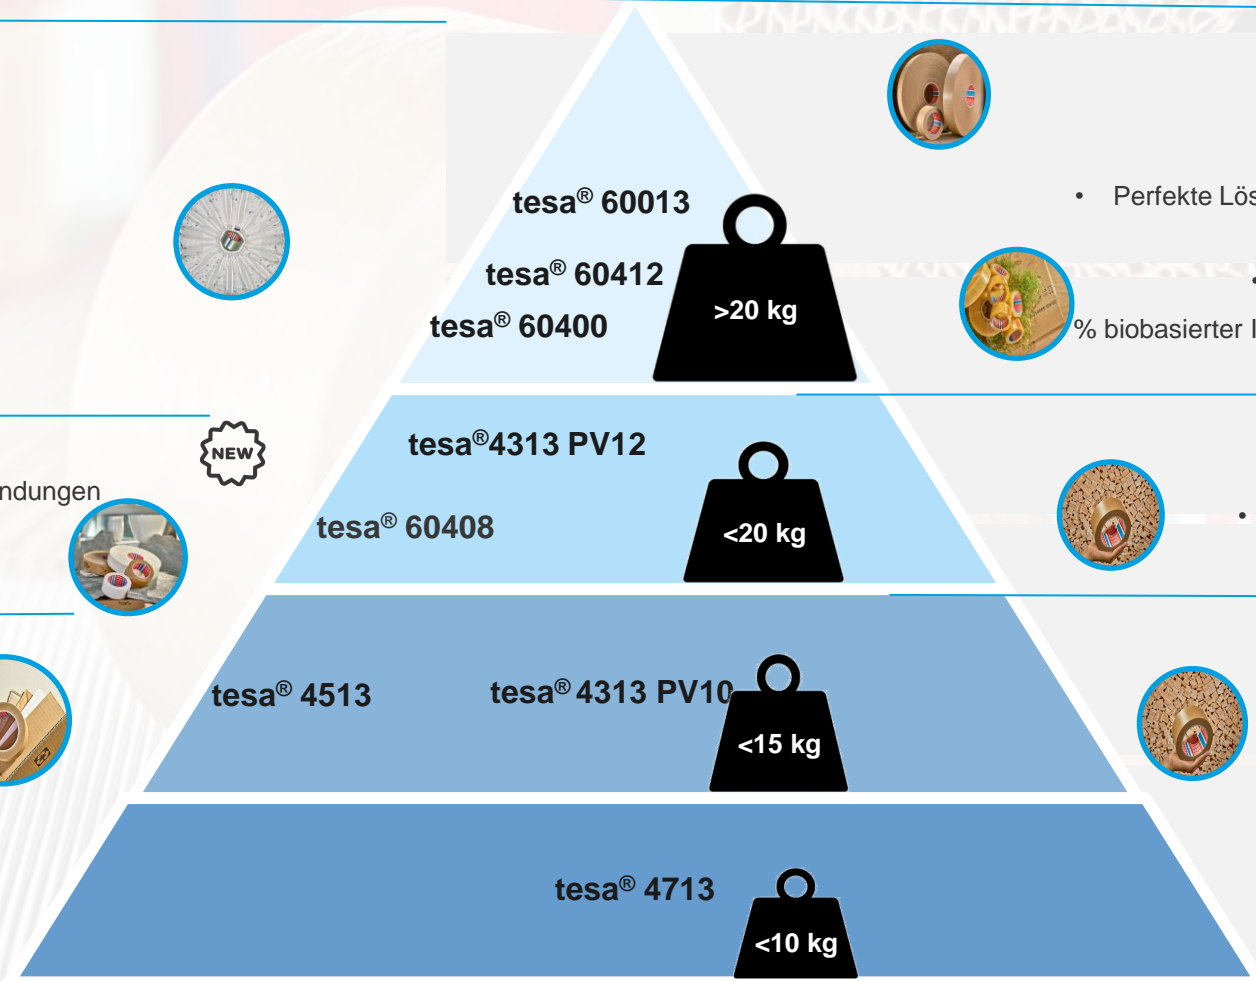 tesa® 60013
• Perfekte Lös
tesa® 60412
•
>20 kg
tesa® 60400
% biobasierter I
tesa®4313 PV12
NEW
ndungen
tesa® 60408
<20 kg
•
tesa® 4513
tesa® 4313 PV10
<15 kg
tesa® 4713
<10 kg